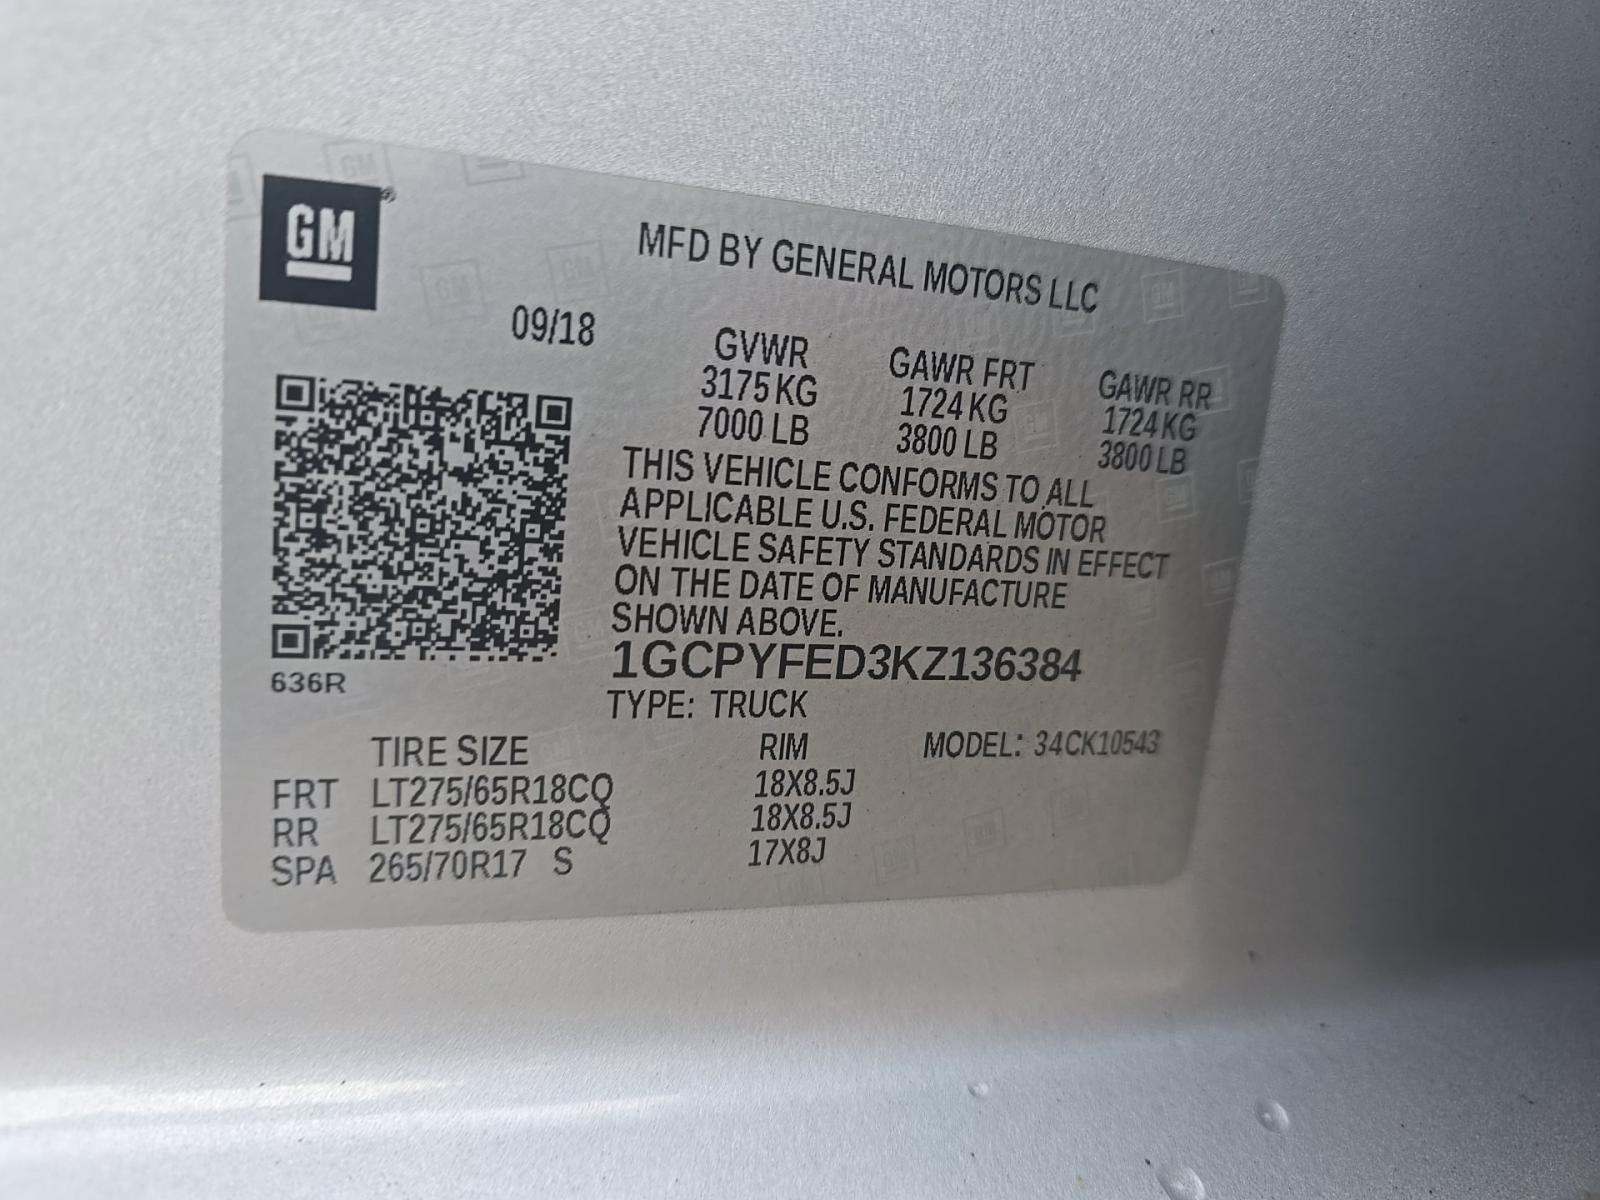 GM
MFD BY GENERAL MOTORS LLC
09/18
GVWR GAWR FRT GAWR RR
3175 KG 1724 KG 1724 KG
7000 LB 3800 LB 3800 LB
THIS VEHICLE CONFORMS TO ALL
APPLICABLE U.S. FEDERAL MOTOR
VEHICLE SAFETY STANDARDS IN EFFECT
ON THE DATE OF MANUFACTURE
SHOWN ABOVE.
1GCPYFED3KZ136384
636R
TYPE: TRUCK
TIRE SIZE RIM MODEL: 34CK10543
FRT LT275/65R18CQ 18X8.5J
RR LT275/65R18CQ 18X8.5J
SPA 265/70R17 S 17X8J